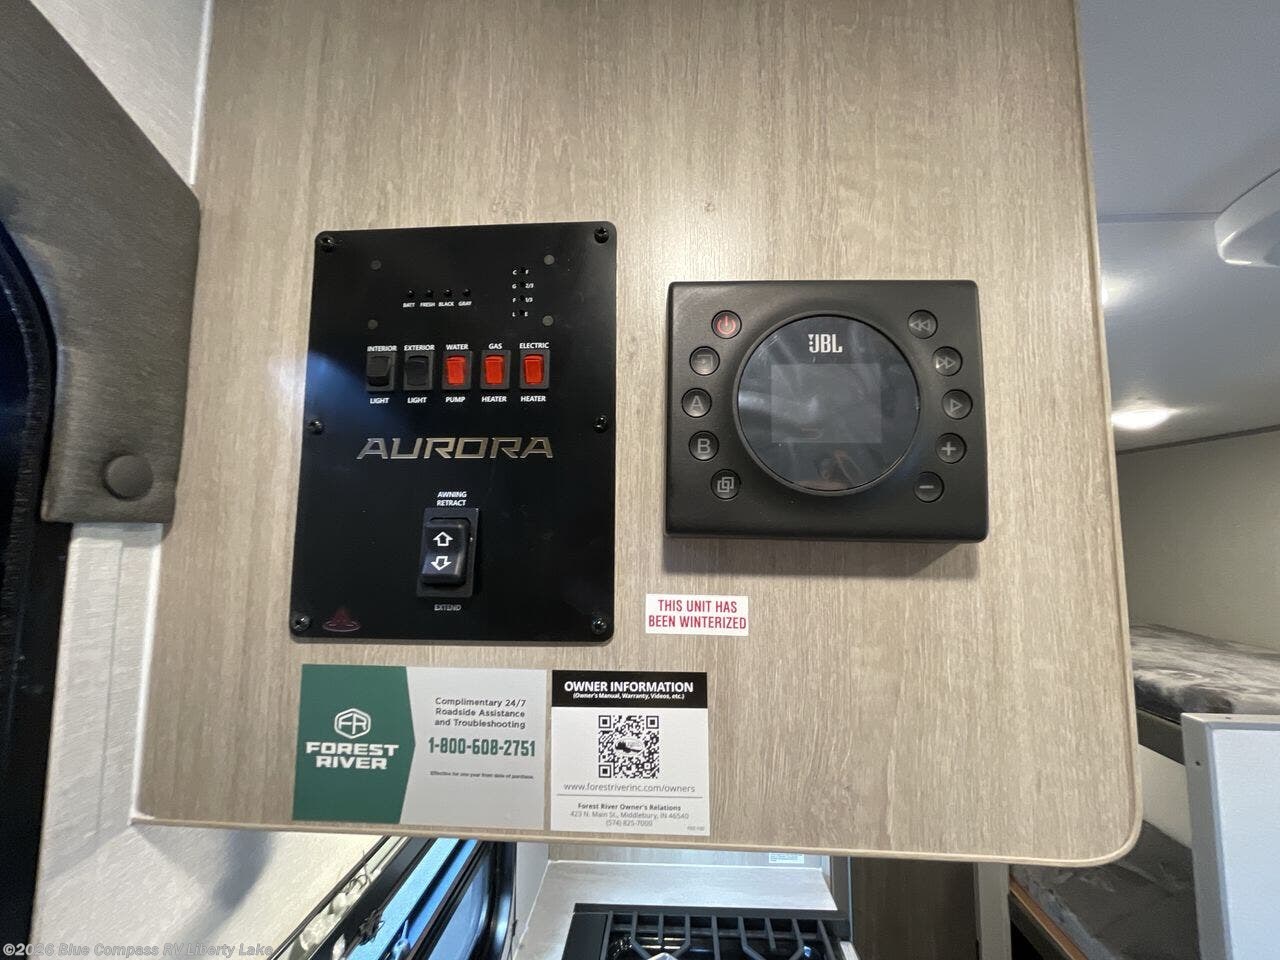 C F
G 2/3
F 1/3
L E
BATT FRESH BLACK GRAY
INTERIOR EXTERIOR WATER GAS ELECTRIC
LIGHT LIGHT PUMP HEATER HEATER
AURORA
AWNING
RETRACT
EXTEND
JBL
A
B
THIS UNIT HAS
BEEN WINTERIZED
FR
FOREST
RIVER
Complimentary 24/7
Roadside Assistance
and Troubleshooting
1-800-608-2751
Effective for one year from date of purchase.
OWNER INFORMATION
(Owner's Manual, Warranty, Videos, etc.)
www.forestriverinc.com/owners
Forest River Owner's Relations
423 N. Main St., Middlebury, IN 46540
(574) 825-7000
©2026 Blue Compass RV Liberty Lake